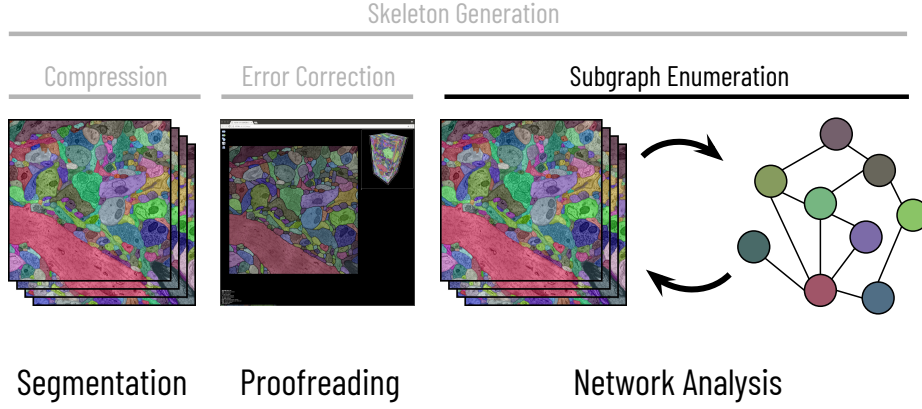 Skeleton Generation
Compression
Error Correction
Subgraph Enumeration
Segmentation
Proofreading
Network Analysis